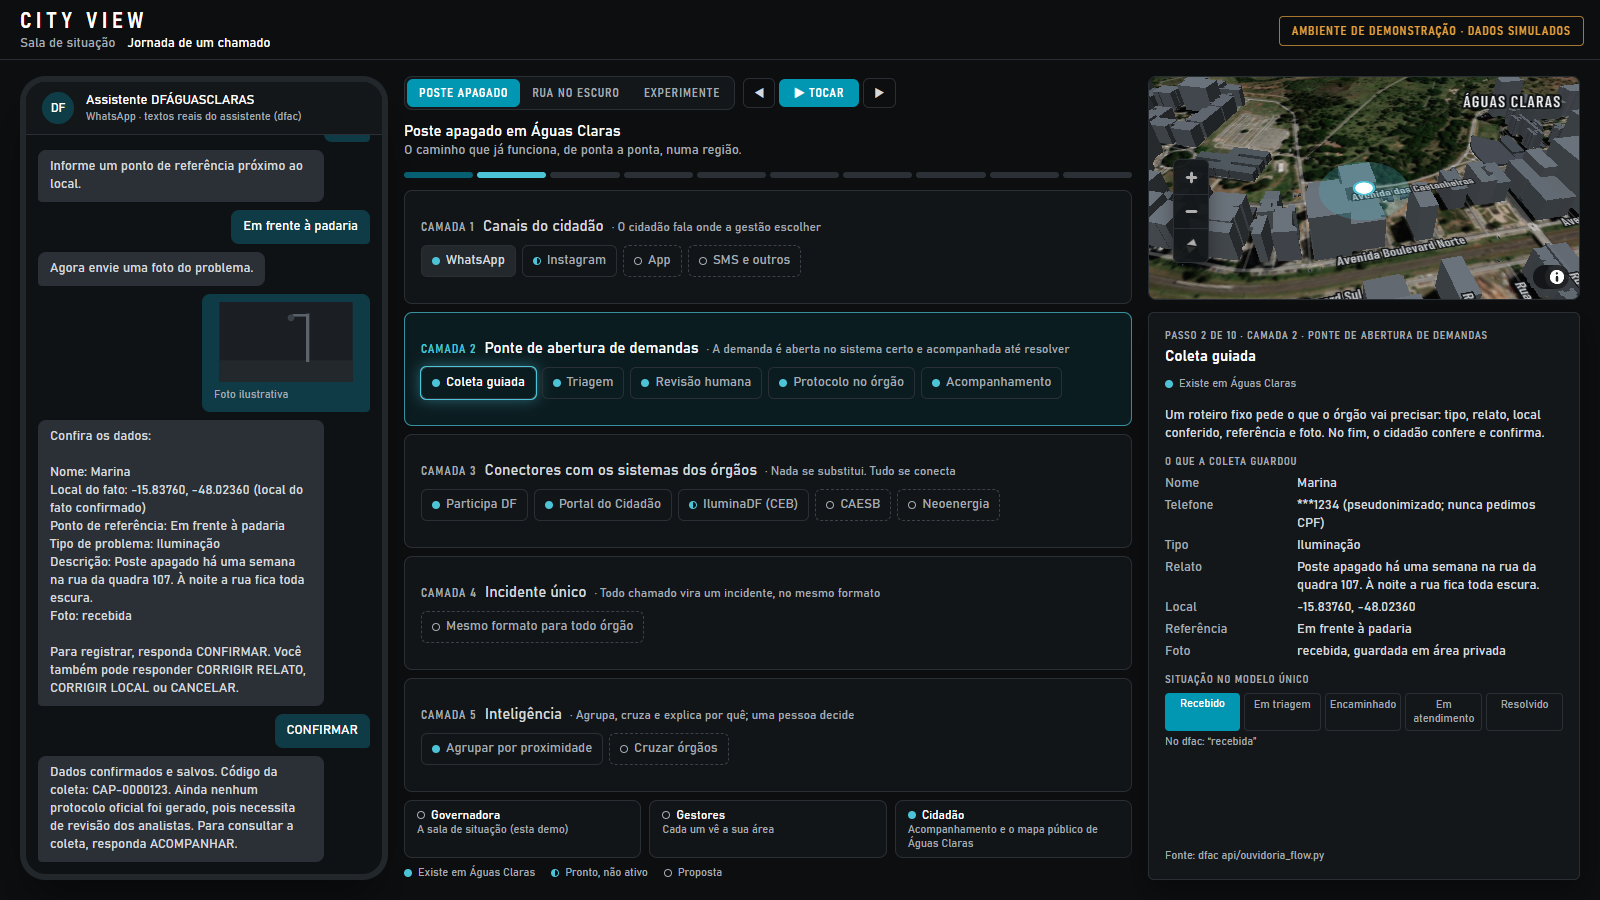 CITY VIEW
Sala de situação Jornada de um chamado
AMBIENTE DE DEMONSTRAÇÃO · DADOS SIMULADOS
DF
Assistente DFÁGUASCLARAS
WhatsApp · textos reais do assistente (dfac)
Informe um ponto de referência próximo ao
local.
Em frente à padaria
Agora envie uma foto do problema.
Foto ilustrativa
Confira os dados:
Nome: Marina
Local do fato: -15.83760, -48.02360 (local do
fato confirmado)
Ponto de referência: Em frente à padaria
Tipo de problema: Iluminação
Descrição: Poste apagado há uma semana
na rua da quadra 107. À noite a rua fica toda
escura.
Foto: recebida
Para registrar, responda CONFIRMAR. Você
também pode responder CORRIGIR RELATO,
CORRIGIR LOCAL ou CANCELAR.
CONFIRMAR
Dados confirmados e salvos. Código da
coleta: CAP-0000123. Ainda nenhum
protocolo oficial foi gerado, pois necessita
de revisão dos analistas. Para consultar a
coleta, responda ACOMPANHAR.
POSTE APAGADO RUA NO ESCURO EXPERIMENTE
◀ ▶ TOCAR ▶
Poste apagado em Águas Claras
O caminho que já funciona, de ponta a ponta, numa região.
CAMADA 1 Canais do cidadão · O cidadão fala onde a gestão escolher
WhatsApp Instagram App SMS e outros
CAMADA 2 Ponte de abertura de demandas · A demanda é aberta no sistema certo e acompanhada até resolver
Coleta guiada Triagem Revisão humana Protocolo no órgão Acompanhamento
CAMADA 3 Conectores com os sistemas dos órgãos · Nada se substitui. Tudo se conecta
Participa DF Portal do Cidadão IluminaDF (CEB) CAESB Neoenergia
CAMADA 4 Incidente único · Todo chamado vira um incidente, no mesmo formato
Mesmo formato para todo órgão
CAMADA 5 Inteligência · Agrupa, cruza e explica por quê; uma pessoa decide
Agrupar por proximidade Cruzar órgãos
Governadora
A sala de situação (esta demo)
Gestores
Cada um vê a sua área
Cidadão
Acompanhamento e o mapa público de
Águas Claras
Existe em Águas Claras Pronto, não ativo Proposta
ÁGUAS CLARAS
Avenida das Castanheiras
Avenida Boulevard Norte
Sul
Rua
PASSO 2 DE 10 · CAMADA 2 · PONTE DE ABERTURA DE DEMANDAS
Coleta guiada
Existe em Águas Claras
Um roteiro fixo pede o que o órgão vai precisar: tipo, relato, local
conferido, referência e foto. No fim, o cidadão confere e confirma.
O QUE A COLETA GUARDOU
Nome Marina
Telefone ***1234 (pseudonimizado; nunca pedimos
CPF)
Tipo Iluminação
Relato Poste apagado há uma semana na rua da
quadra 107. À noite a rua fica toda escura.
Local -15.83760, -48.02360
Referência Em frente à padaria
Foto recebida, guardada em área privada
SITUAÇÃO NO MODELO ÚNICO
Recebido Em triagem Encaminhado Em atendimento Resolvido
No dfac: “recebida”
Fonte: dfac api/ouvidoria_flow.py